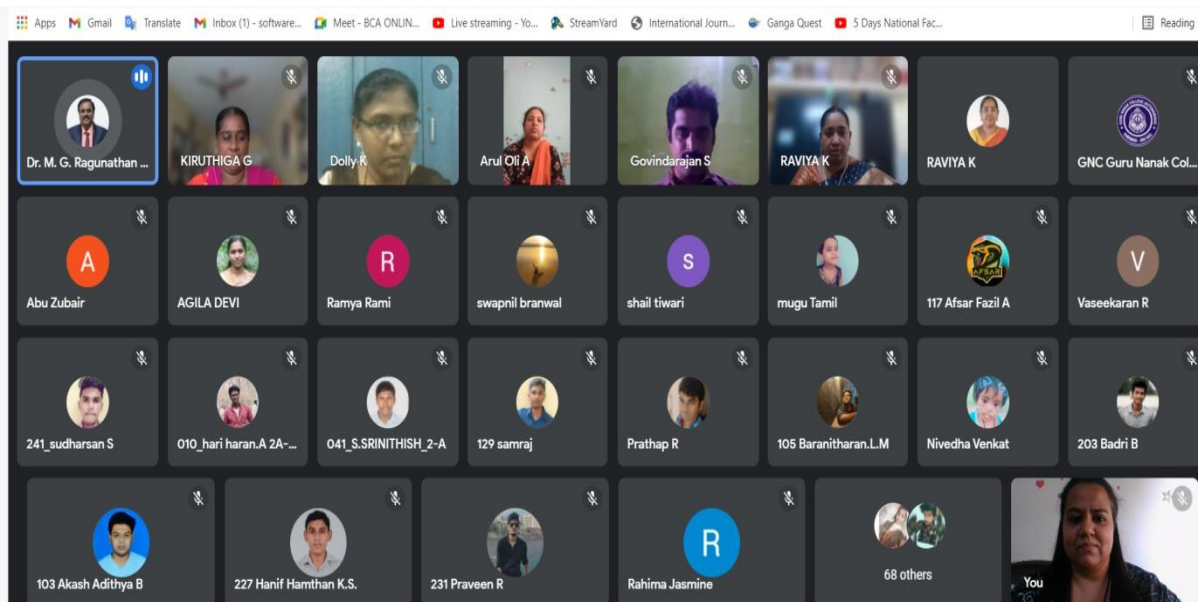 Apps Gmail Translate Inbox (1) - software... Meet - BCA ONLIN... Live streaming - Yo... StreamYard International Journ... Ganga Quest 5 Days National Fac... Reading
Dr. M. G. Ragunathan ... KIRUTHIGA G Dolly K Arul Oli A Govindarajan S RAVIYA K RAVIYA K GNC Guru Nanak Col...
A R S V
AFSAR
Abu Zubair AGILA DEVI Ramya Rami swapnil branwal shail tiwari mugu Tamil 117 Afsar Fazil A Vaseekaran R
241_sudharsan S 010_hari haran.A 2A-... 041_S.SRINITHISH_2-A 129 samraj Prathap R 105 Baranitharan.L.M Nivedha Venkat 203 Badri B
R
68 others
103 Akash Adithya B 227 Hanif Hamthan K.S. 231 Praveen R Rahima Jasmine You